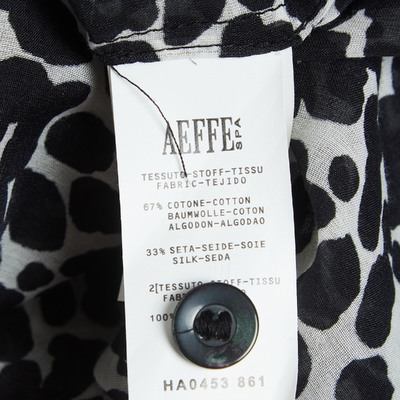 AEFFE SPA
TESSUTO-STOFF-TISSU
FABRIC-TEJIDO
67% COTONE-COTTON
BAUMWOLLE-COTON
ALGODON-ALGODAO
33% SETA-SEIDE-SOIE
SILK-SEDA
2[TESSUTO-STOFF-TISSU
FAB
100%
HA0453 861